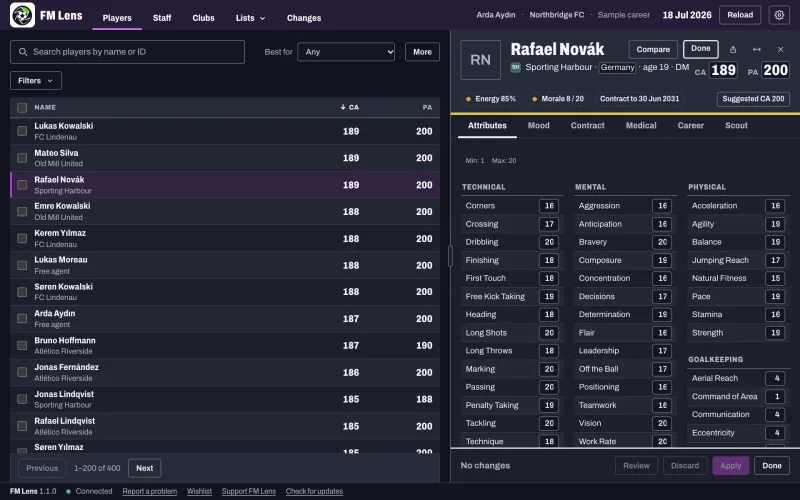 FM Lens
Players
Staff
Clubs
Lists
Changes
Arda Aydın · Northbridge FC · Sample career
18 Jul 2026
Reload
Search players by name or ID
Best for
Any
More
Filters
NAME
↓ CA
PA
Lukas Kowalski
FC Lindenau
189
200
Mateo Silva
Old Mill United
189
200
Rafael Novák
Sporting Harbour
189
200
Emre Kowalski
Old Mill United
188
200
Kerem Yılmaz
FC Lindenau
188
200
Lukas Moreau
Free agent
188
200
Søren Kowalski
FC Lindenau
188
200
Arda Aydın
Free agent
187
200
Bruno Hoffmann
Atlético Riverside
187
190
Jonas Fernández
Atlético Riverside
186
200
Jonas Lindqvist
Sporting Harbour
185
188
Rafael Lindqvist
Atlético Riverside
185
200
Søren Yılmaz
185
200
Previous
1–200 of 400
Next
RN
Rafael Novák
Compare
Done
SH
Sporting Harbour · Germany · age 19 · DM
CA 189
PA 200
Energy 85%
Morale 8 / 20
Contract to 30 Jun 2031
Suggested CA 200
Attributes
Mood
Contract
Medical
Career
Scout
Min: 1 Max: 20
TECHNICAL
Corners 16
Crossing 17
Dribbling 20
Finishing 18
First Touch 18
Free Kick Taking 19
Heading 18
Long Shots 20
Long Throws 18
Marking 20
Passing 20
Penalty Taking 19
Tackling 20
Technique 18
MENTAL
Aggression 16
Anticipation 16
Bravery 20
Composure 19
Concentration 16
Decisions 17
Determination 19
Flair 16
Leadership 17
Off the Ball 17
Positioning 16
Teamwork 16
Vision 20
Work Rate 20
PHYSICAL
Acceleration 16
Agility 19
Balance 19
Jumping Reach 17
Natural Fitness 15
Pace 19
Stamina 16
Strength 19
GOALKEEPING
Aerial Reach 4
Command of Area 1
Communication 4
Eccentricity 4
No changes
Review
Discard
Apply
Done
FM Lens 1.1.0
Connected
Report a problem
Wishlist
Support FM Lens
Check for updates